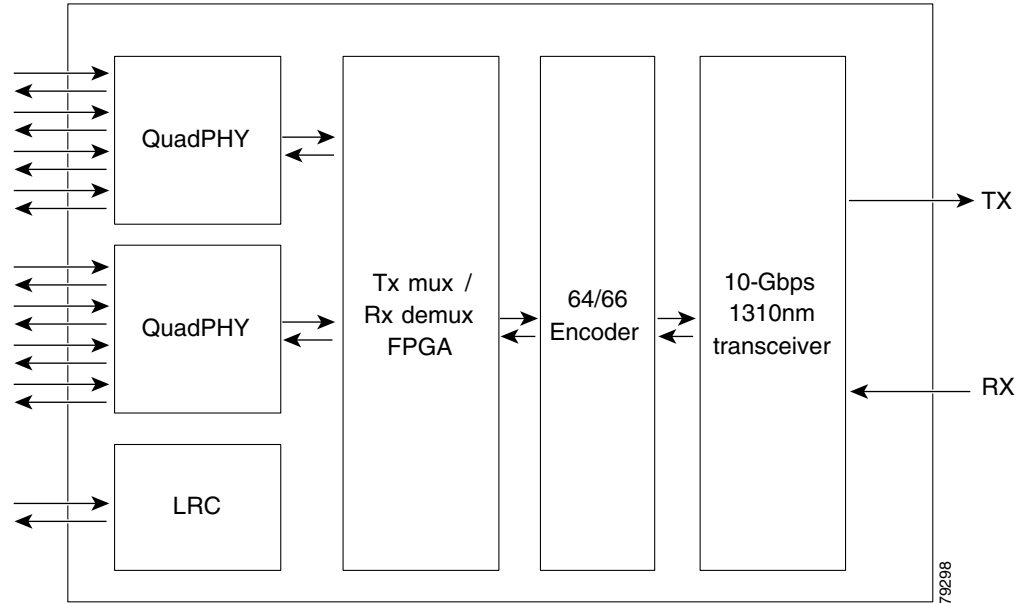 QuadPHY
QuadPHY
LRC
Tx mux /
Rx demux
FPGA
64/66
Encoder
10-Gbps
1310nm
transceiver
TX
RX
79298